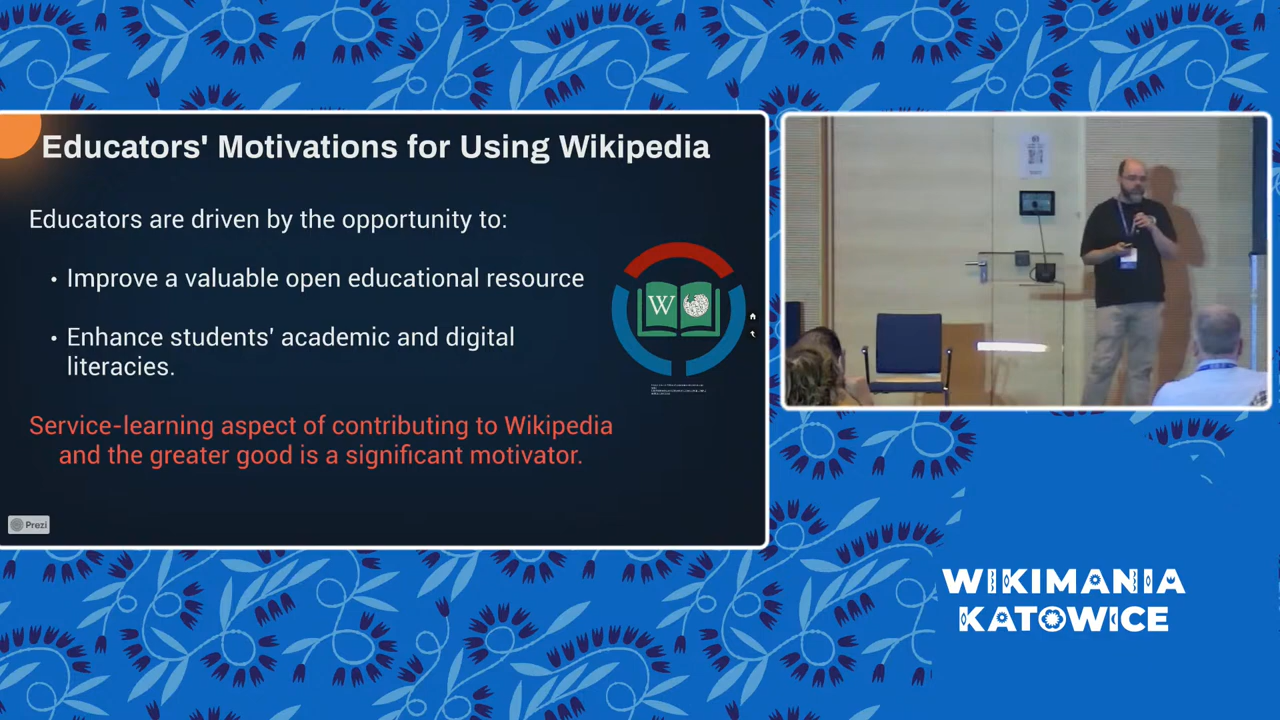 Educators' Motivations for Using Wikipedia
Educators are driven by the opportunity to:
• Improve a valuable open educational resource
• Enhance students' academic and digital
literacies.
Service-learning aspect of contributing to Wikipedia
and the greater good is a significant motivator.
W
Prezi
WIKIMANIA
KATOWICE